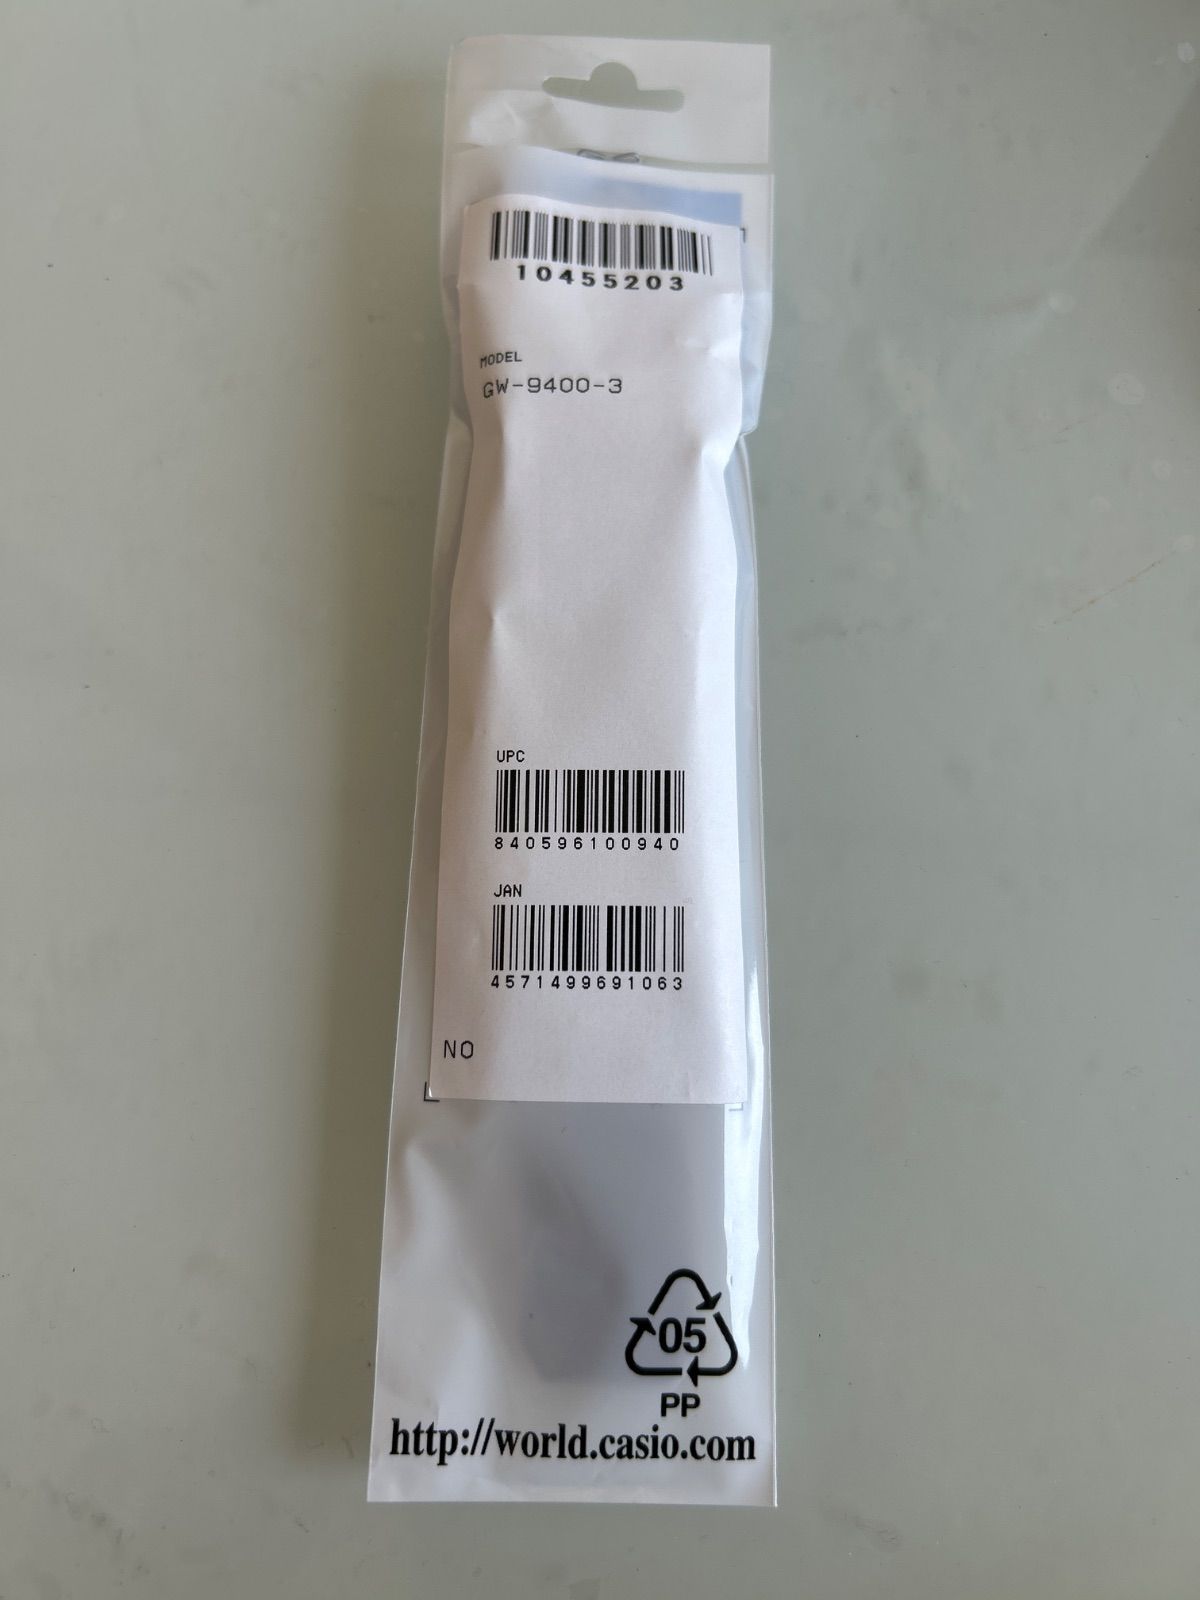 10455203
MODEL
GW-9400-3
UPC
840596100940
JAN
4571499691063
NO
05
PP
http://world.casio.com